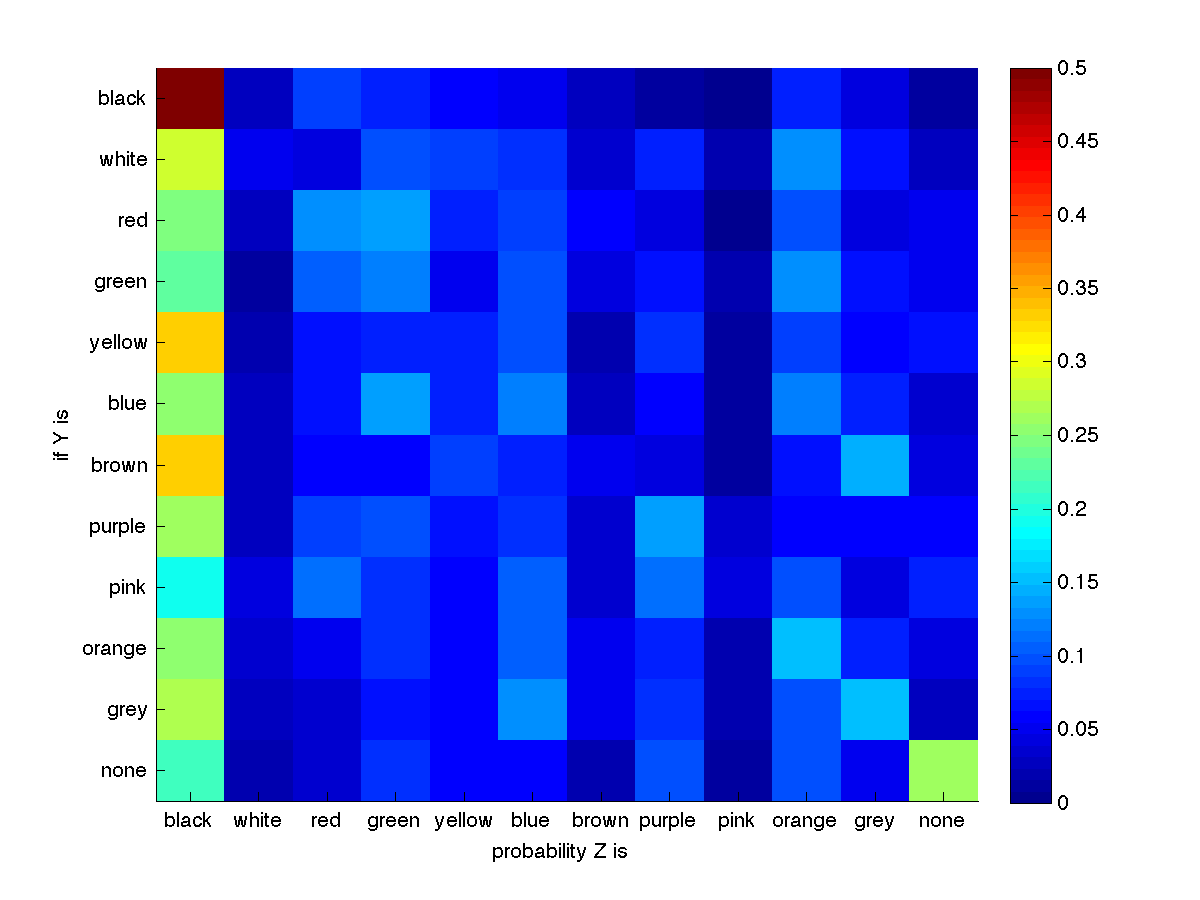 black
white
red
green
yellow
blue
brown
purple
pink
orange
grey
none
if Y is
black white red green yellow blue brown purple pink orange grey none
probability Z is
0.5
0.45
0.4
0.35
0.3
0.25
0.2
0.15
0.1
0.05
0